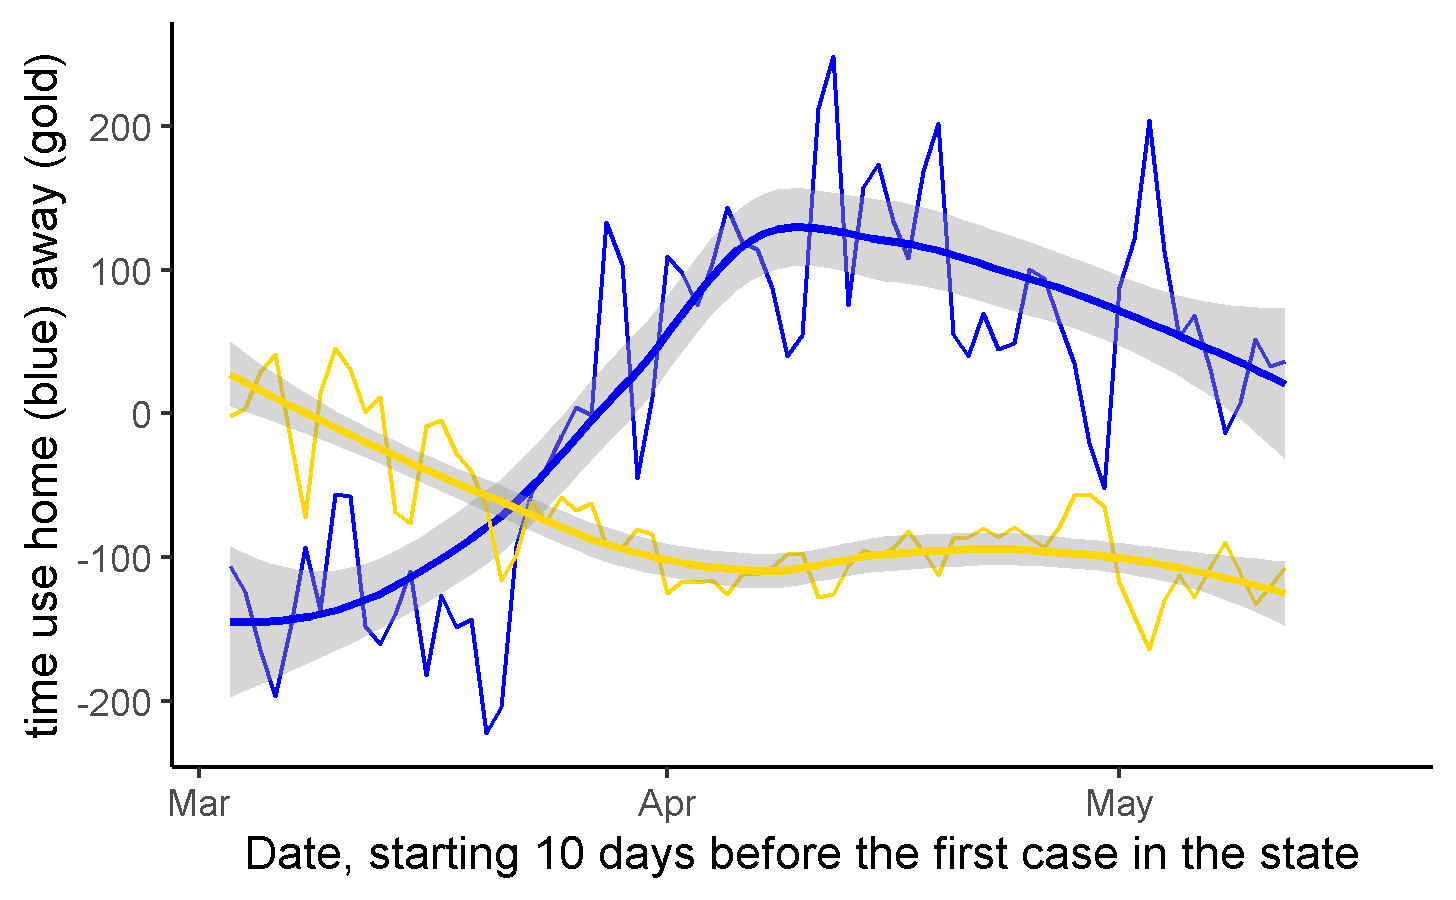 time use home (blue) away (gold)
200
100
0
-100
-200
Mar
Apr
May
Date, starting 10 days before the first case in the state